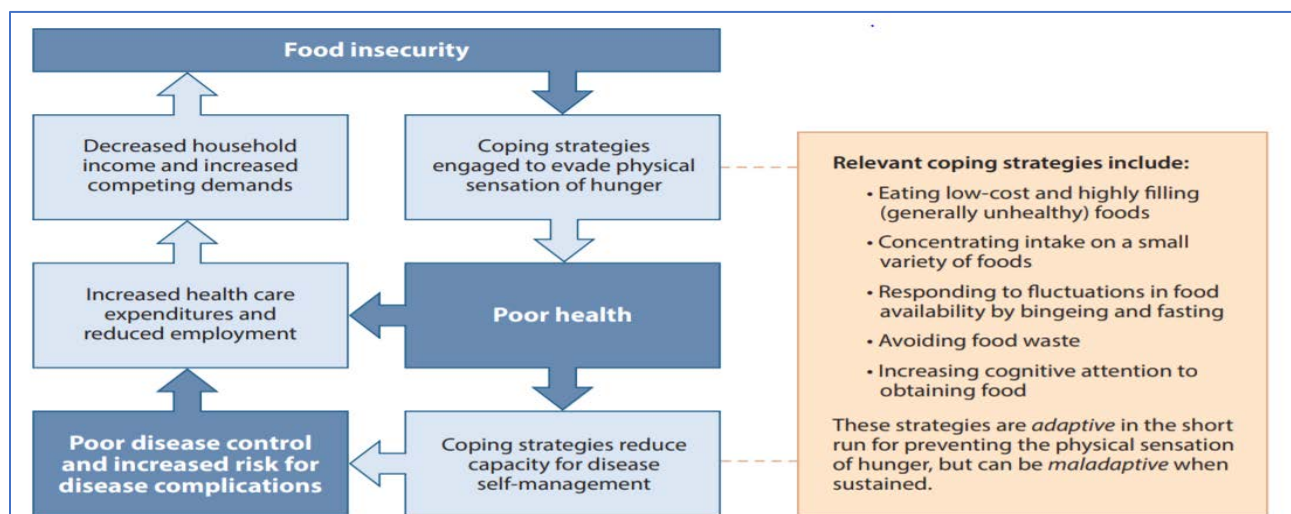 Food insecurity
Decreased household
income and increased
competing demands
Coping strategies
engaged to evade physical
sensation of hunger
Increased health care
expenditures and
reduced employment
Poor health
Poor disease control
and increased risk for
disease complications
Coping strategies reduce
capacity for disease
self-management
Relevant coping strategies include:
• Eating low-cost and highly filling
(generally unhealthy) foods
• Concentrating intake on a small
variety of foods
• Responding to fluctuations in food
availability by bingeing and fasting
• Avoiding food waste
• Increasing cognitive attention to
obtaining food
These strategies are adaptive in the short
run for preventing the physical sensation
of hunger, but can be maladaptive when
sustained.